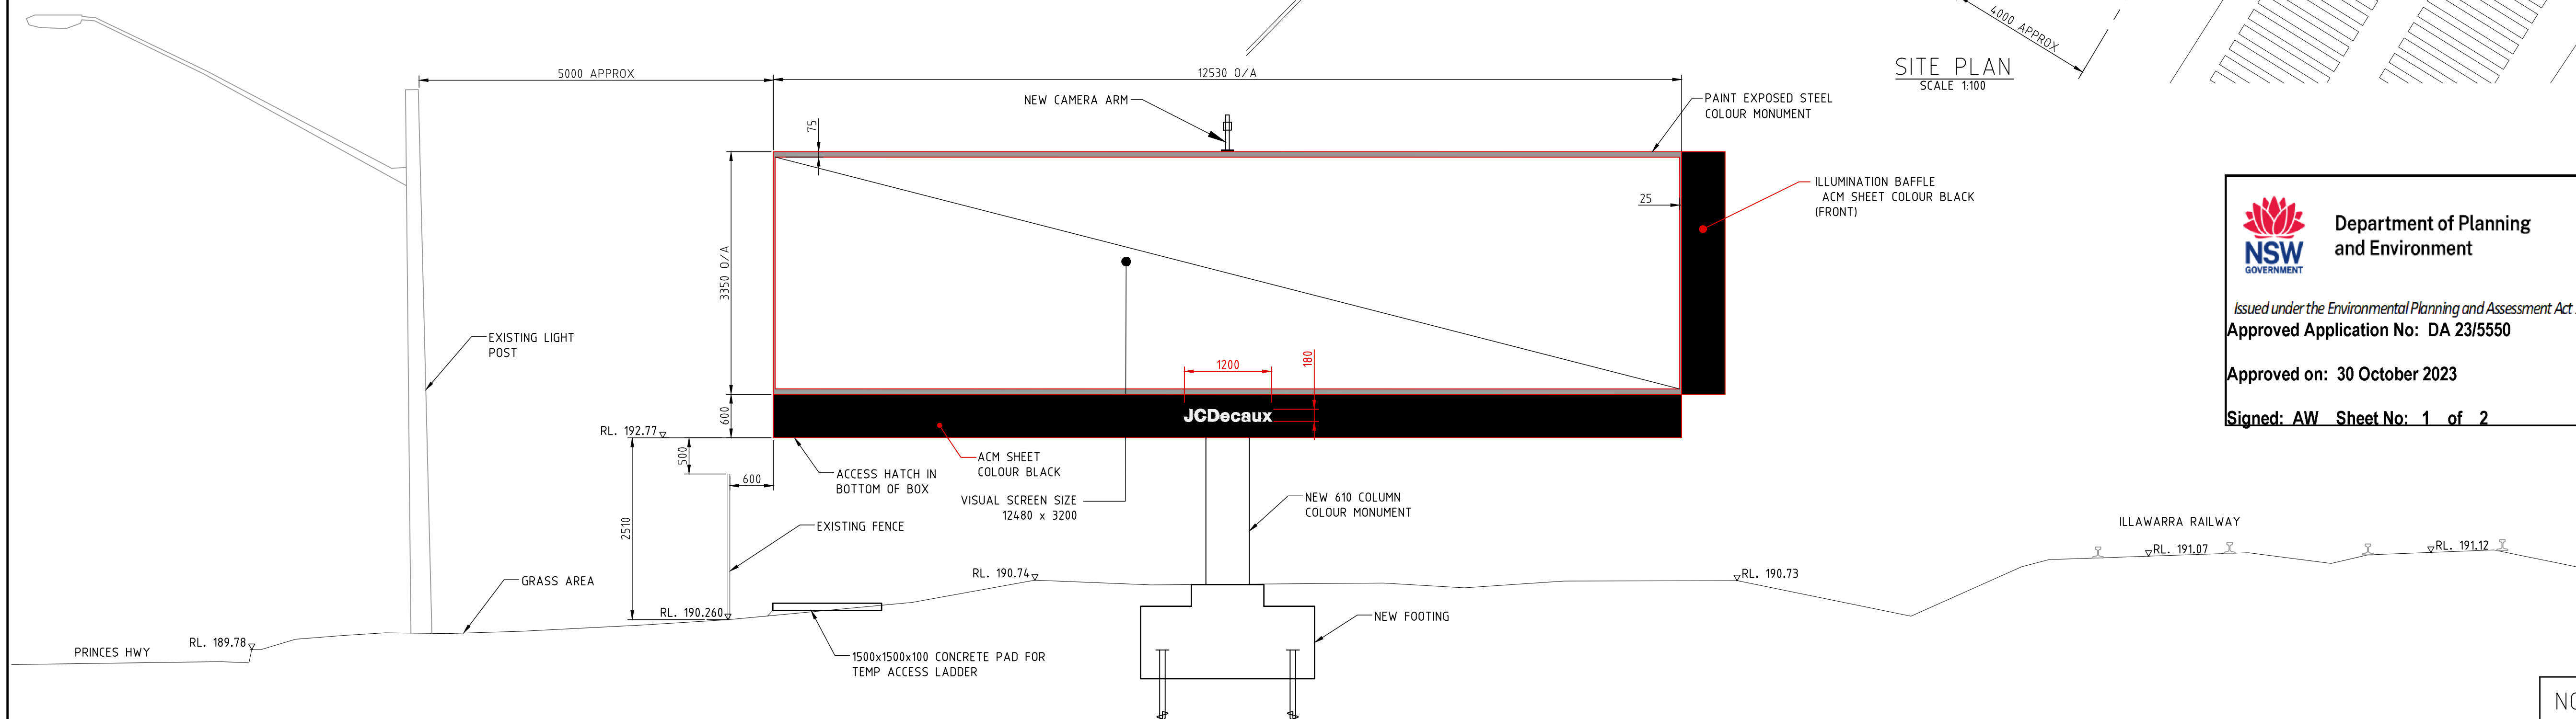 4000 APPROX
SITE PLAN
SCALE 1:100
5000 APPROX
12530 O/A
NEW CAMERA ARM
PAINT EXPOSED STEEL
COLOUR MONUMENT
75
ILLUMINATION BAFFLE
ACM SHEET COLOUR BLACK
(FRONT)
25
3350 O/A
EXISTING LIGHT
POST
1200
180
600
JCDecaux
RL. 192.77
500
600
2510
ACCESS HATCH IN
BOTTOM OF BOX
ACM SHEET
COLOUR BLACK
VISUAL SCREEN SIZE
12480 x 3200
NEW 610 COLUMN
COLOUR MONUMENT
EXISTING FENCE
GRASS AREA
RL. 190.260
RL. 190.74
RL. 190.73
ILLAWARRA RAILWAY
RL. 191.07
RL. 191.12
PRINCES HWY
RL. 189.78
1500x1500x100 CONCRETE PAD FOR
TEMP ACCESS LADDER
NEW FOOTING
NSW
GOVERNMENT
Department of Planning
and Environment
Issued under the Environmental Planning and Assessment Act
Approved Application No: DA 23/5550
Approved on: 30 October 2023
Signed: AW Sheet No: 1 of 2